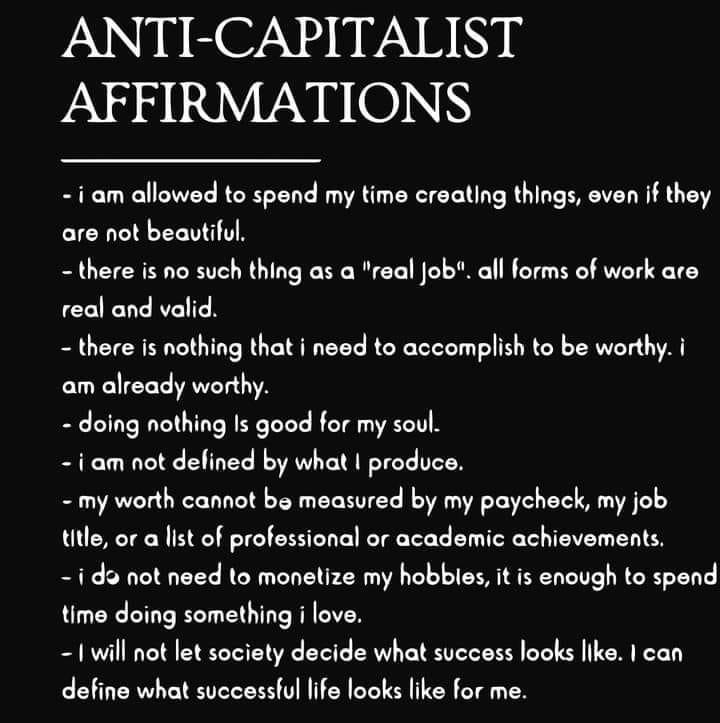 ANTI-CAPITALIST
AFFIRMATIONS
- i am allowed to spend my time creatIng thIngs, even if they
are not beautiful.
- there is no such thIng as a "real job". all forms of work are
real and valid.
- there is nothing that i need to accomplish to be worthy. i
am already worthy.
- doing nothing Is good for my soul.
- i am not defined by what I produce.
- my worth cannot be measured by my paycheck, my job
tItle, or a lIst of professional or academic achievements.
- i do not need to monetize my hobbIes, it is enough to spend
tIme doing something i love.
- I will not let society decide what success looks lIke. I can
define what successful life looks like for me.